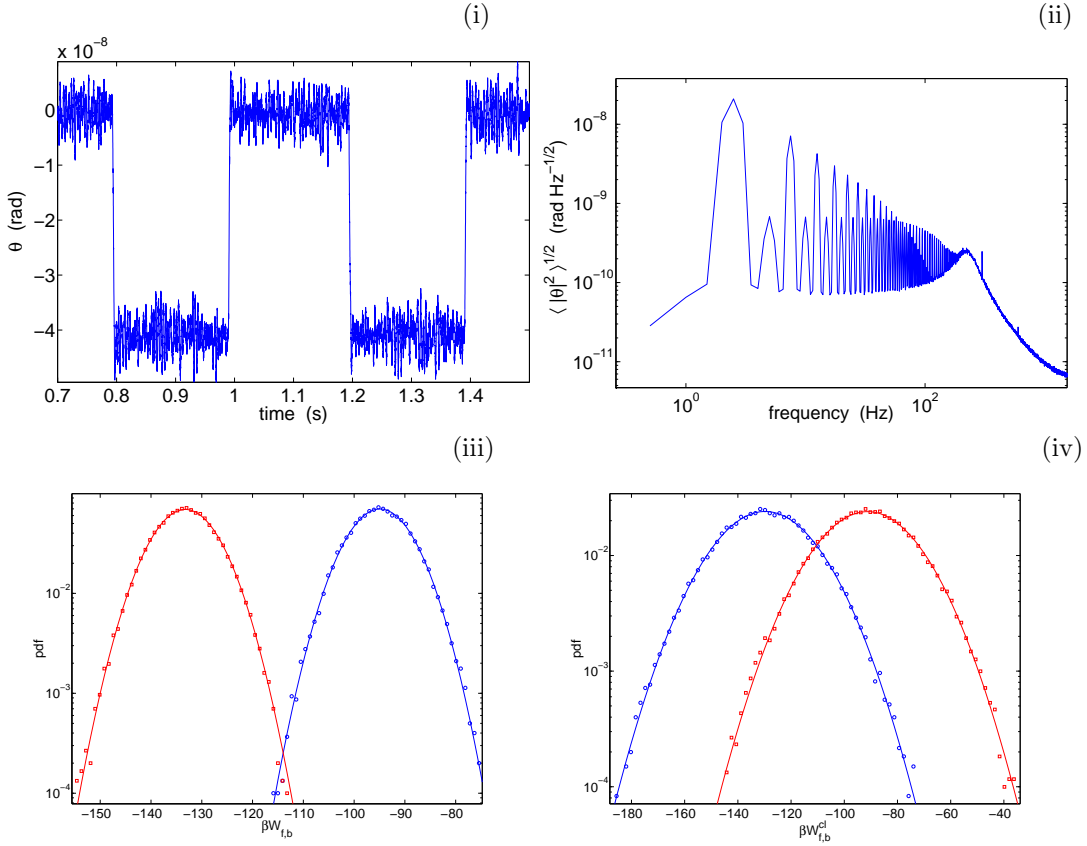 (i)
x 10⁻⁸
0
−1
−2
−3
−4
θ (rad)
0.7 0.8 0.9 1 1.1 1.2 1.3 1.4
time (s)
(ii)
10⁻⁸
10⁻⁹
10⁻¹⁰
10⁻¹¹
⟨ |θ|² ⟩^1/2 (rad Hz^−1/2)
10⁰ 10²
frequency (Hz)
(iii)
10⁻²
10⁻³
10⁻⁴
pdf
−150 −140 −130 −120 −110 −100 −90 −80
βW_f,b
(iv)
10⁻²
10⁻³
10⁻⁴
pdf
−180 −160 −140 −120 −100 −80 −60 −40
βW^cl_f,b